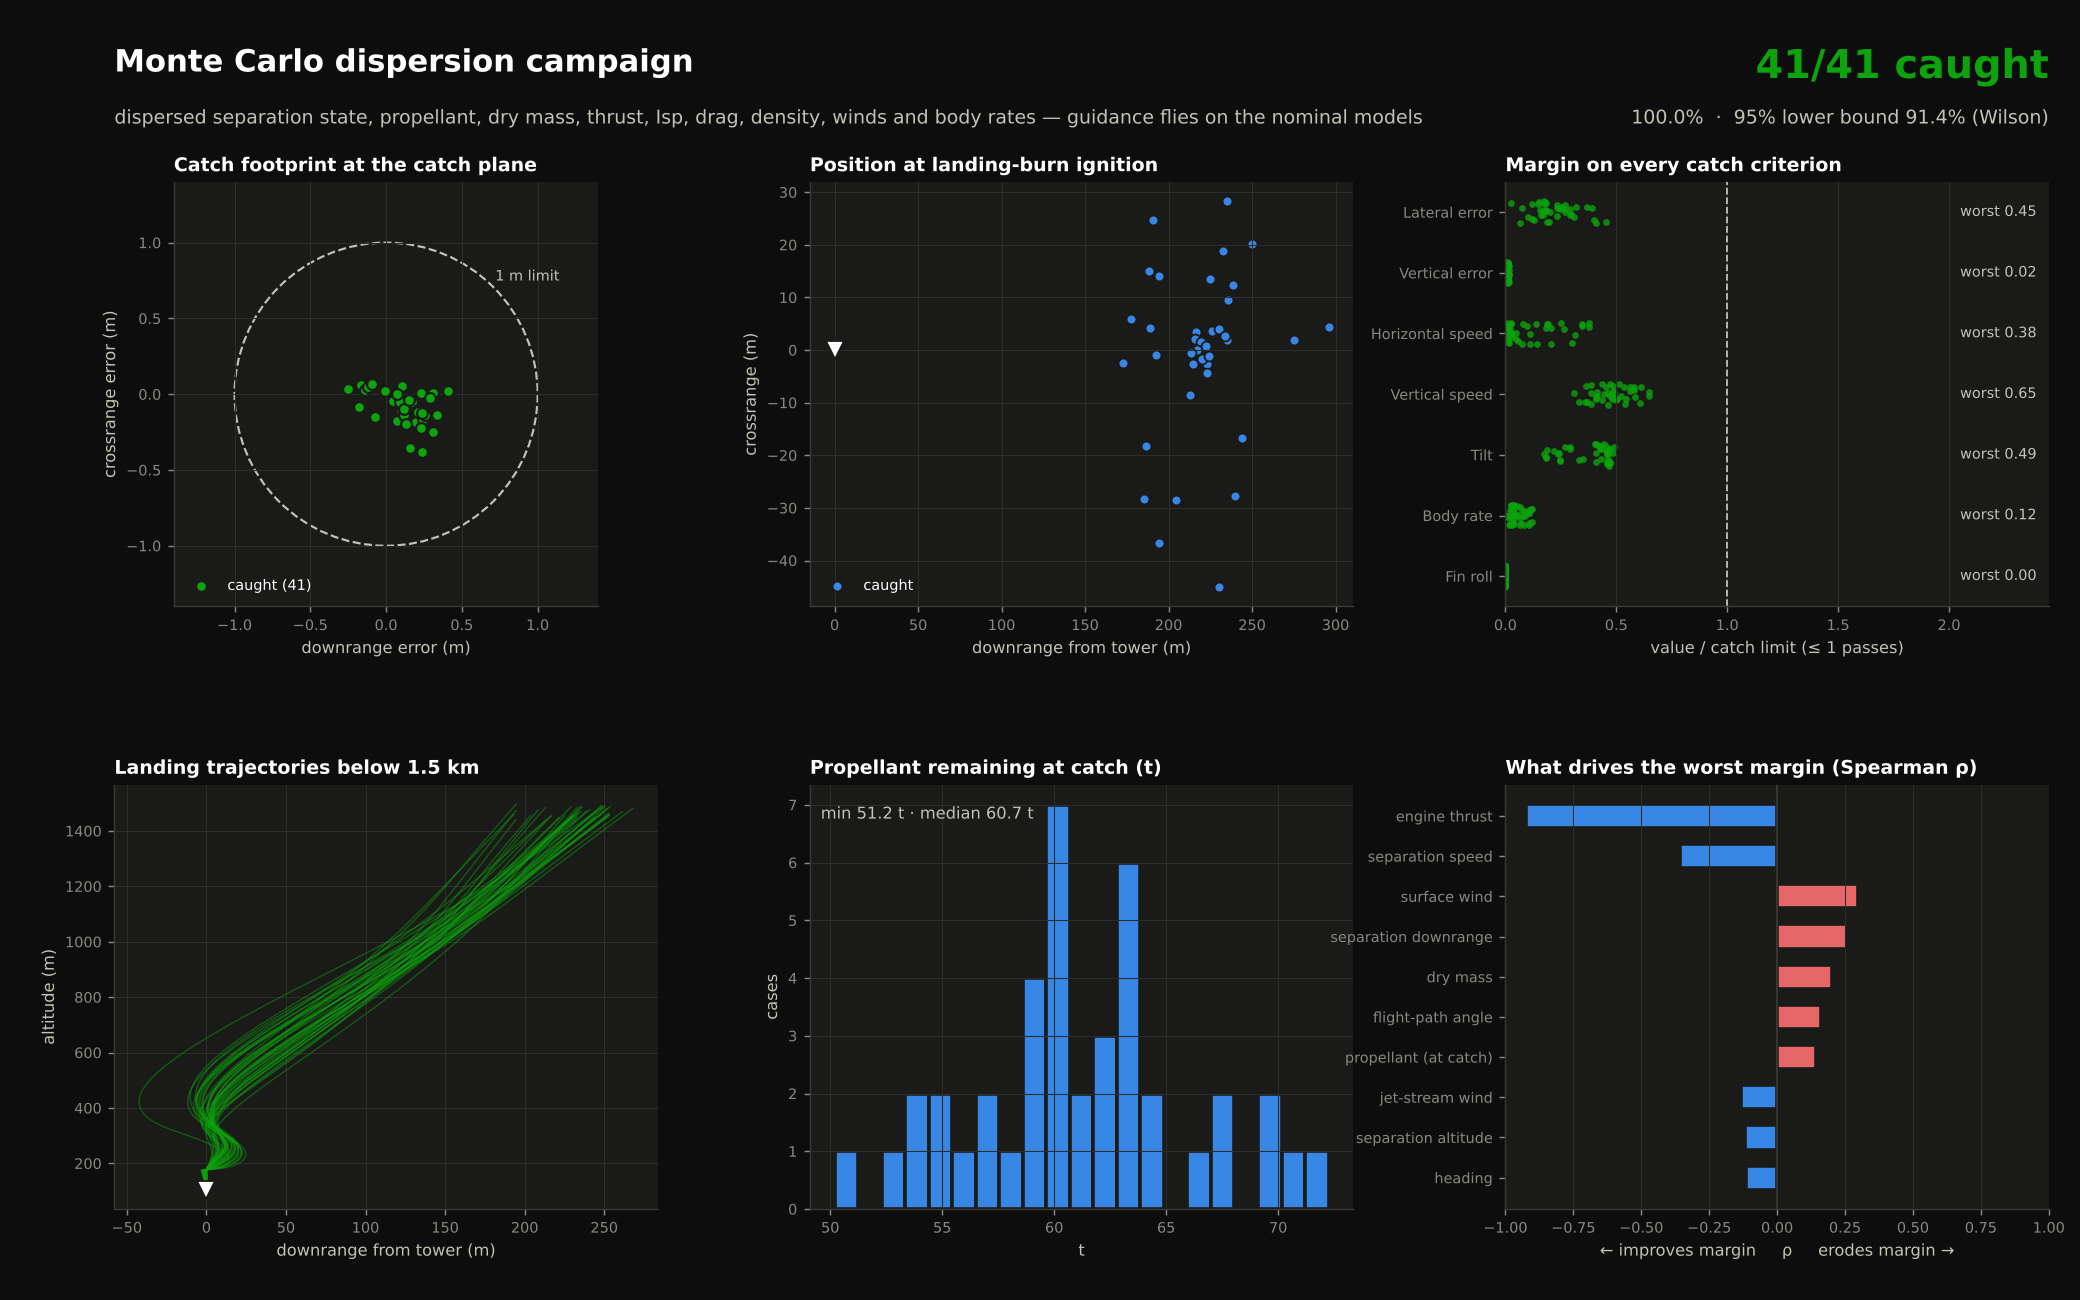 Monte Carlo dispersion campaign
41/41 caught
dispersed separation state, propellant, dry mass, thrust, Isp, drag, density, winds and body rates — guidance flies on the nominal models
100.0% · 95% lower bound 91.4% (Wilson)
Catch footprint at the catch plane
1.0
0.5
0.0
−0.5
−1.0
crossrange error (m)
1 m limit
caught (41)
−1.0 −0.5 0.0 0.5 1.0
downrange error (m)
Position at landing-burn ignition
30
20
10
0
−10
−20
−30
−40
crossrange (m)
caught
0 50 100 150 200 250 300
downrange from tower (m)
Margin on every catch criterion
Lateral error worst 0.45
Vertical error worst 0.02
Horizontal speed worst 0.38
Vertical speed worst 0.65
Tilt worst 0.49
Body rate worst 0.12
Fin roll worst 0.00
0.0 0.5 1.0 1.5 2.0
value / catch limit (≤ 1 passes)
Landing trajectories below 1.5 km
1400
1200
1000
800
600
400
200
altitude (m)
−50 0 50 100 150 200 250
downrange from tower (m)
Propellant remaining at catch (t)
min 51.2 t · median 60.7 t
7
6
5
4
3
2
1
0
cases
50 55 60 65 70
t
What drives the worst margin (Spearman ρ)
engine thrust
separation speed
surface wind
separation downrange
dry mass
flight-path angle
propellant (at catch)
jet-stream wind
separation altitude
heading
−1.00 −0.75 −0.50 −0.25 0.00 0.25 0.50 0.75 1.00
← improves margin ρ erodes margin →